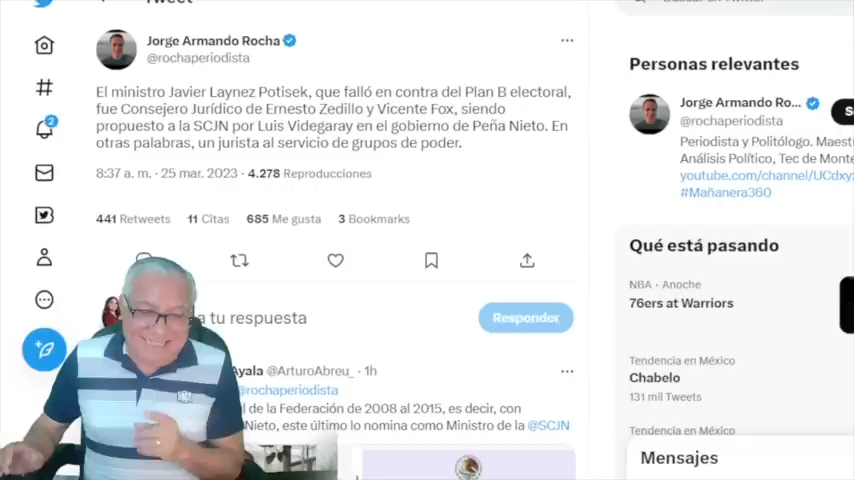 Tweet
Jorge Armando Rocha
@rochaperiodista
El ministro Javier Laynez Potisek, que falló en contra del Plan B electoral,
fue Consejero Jurídico de Ernesto Zedillo y Vicente Fox, siendo
propuesto a la SCJN por Luis Videgaray en el gobierno de Peña Nieto. En
otras palabras, un jurista al servicio de grupos de poder.
8:37 a. m. · 25 mar. 2023 · 4.278 Reproducciones
441 Retweets 11 Citas 685 Me gusta 3 Bookmarks
a tu respuesta
Responder
Ayala @ArturoAbreu_ · 1h
@rochaperiodista
l de la Federación de 2008 al 2015, es decir, con
Nieto, este último lo nomina como Ministro de la @SCJN
2
Personas relevantes
Jorge Armando Ro...
@rochaperiodista
Periodista y Politólogo. Maest
Análisis Político, Tec de Monte
youtube.com/channel/UCdxy
#Mañanera360
Qué está pasando
NBA · Anoche
76ers at Warriors
Tendencia en México
Chabelo
131 mil Tweets
Tendencia en México
Mensajes